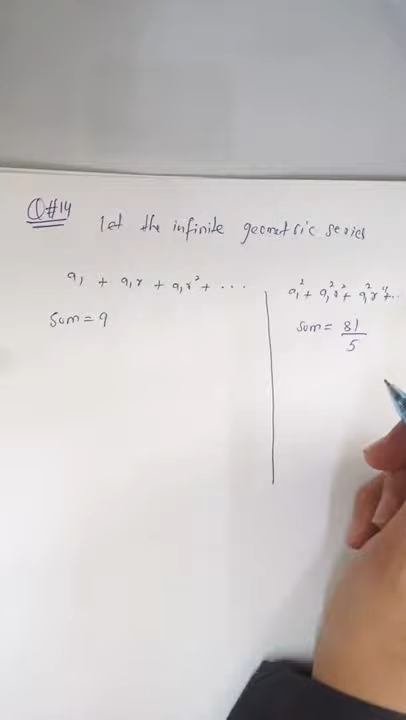 Q#14
let the infinite geometric series
a₁ + a₁r + a₁r² + ...
Sum = 9
a₁² + a₁²r² + a₁²r⁴ + ..
Sum = 81/5